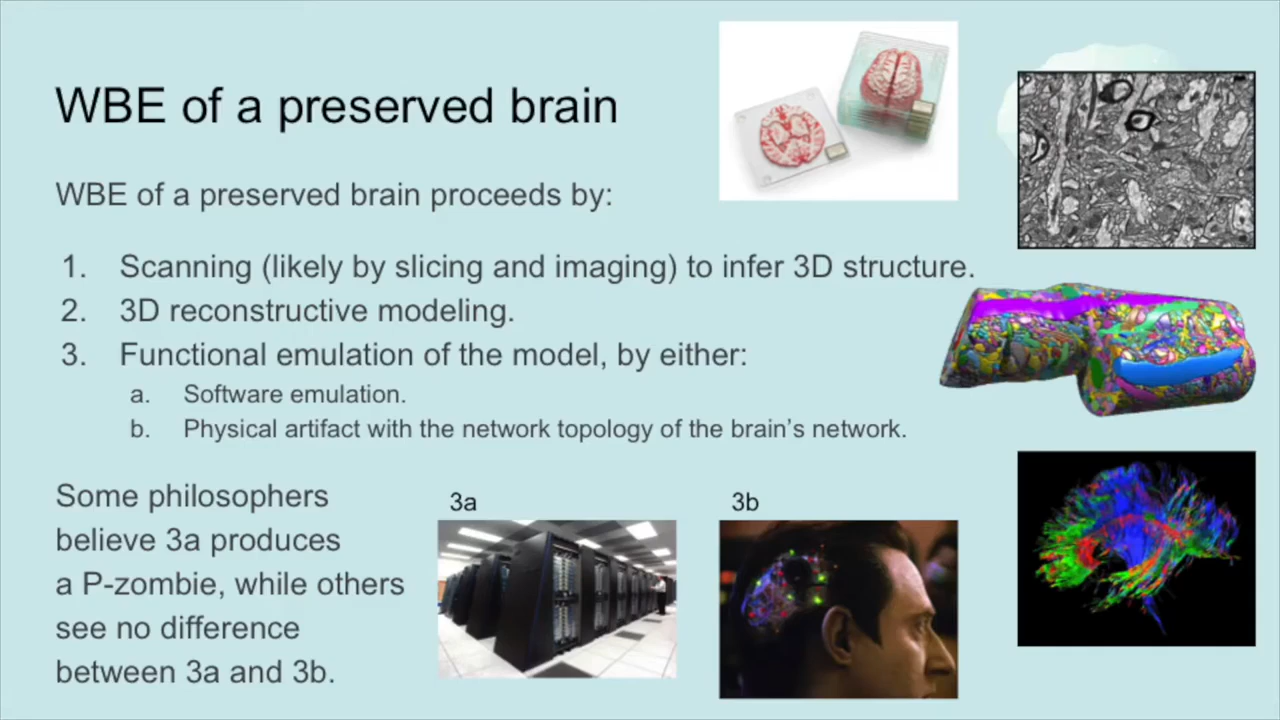 WBE of a preserved brain
WBE of a preserved brain proceeds by:
1. Scanning (likely by slicing and imaging) to infer 3D structure.
2. 3D reconstructive modeling.
3. Functional emulation of the model, by either:
a. Software emulation.
b. Physical artifact with the network topology of the brain's network.
Some philosophers
believe 3a produces
a P-zombie, while others
see no difference
between 3a and 3b.
3a
3b